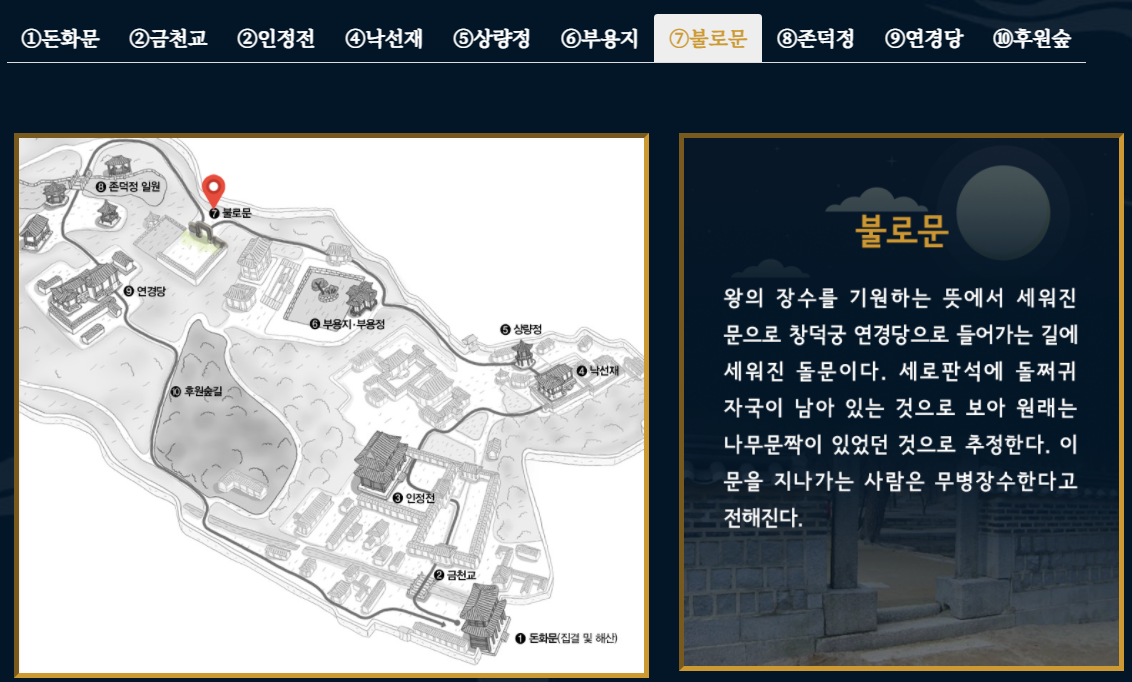 ①돈화문 ②금천교 ②인정전 ④낙선재 ⑤상량정 ⑥부용지 ⑦불로문 ⑧존덕정 ⑨연경당 ⑩후원숲
❽ 존덕정 일원
❼ 불로문
❾ 연경당
❻ 부용지·부용정
❺ 상량정
❹ 낙선재
❿ 후원숲길
❸ 인정전
❷ 금천교
❶ 돈화문(집결 및 해산)
불로문
왕의 장수를 기원하는 뜻에서 세워진
문으로 창덕궁 연경당으로 들어가는 길에
세워진 돌문이다. 세로판석에 돌쩌귀
자국이 남아 있는 것으로 보아 원래는
나무문짝이 있었던 것으로 추정한다. 이
문을 지나가는 사람은 무병장수한다고
전해진다.